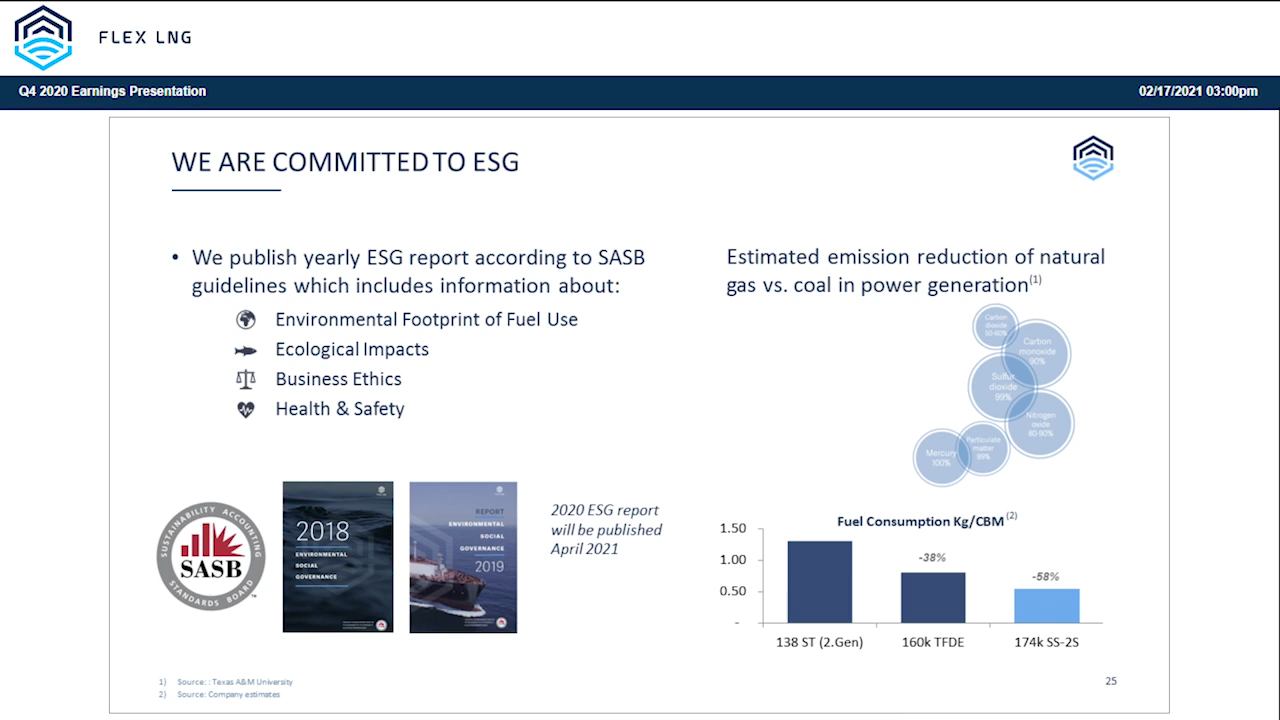 FLEX LNG
Q4 2020 Earnings Presentation
02/17/2021 03:00pm
WE ARE COMMITTED TO ESG
• We publish yearly ESG report according to SASB
guidelines which includes information about:
Environmental Footprint of Fuel Use
Ecological Impacts
Business Ethics
Health & Safety
SUSTAINABILITY ACCOUNTING
SASB
STANDARDS BOARD
2018
ENVIRONMENTAL
SOCIAL
GOVERNANCE
REPORT
ENVIRONMENTAL
SOCIAL
GOVERNANCE
2019
2020 ESG report
will be published
April 2021
Estimated emission reduction of natural
gas vs. coal in power generation(1)
Carbon
dioxide
50-60%
Carbon
monoxide
90%
Sulfur
dioxide
99%
Nitrogen
oxide
80-90%
Particulate
matter
99%
Mercury
100%
Fuel Consumption Kg/CBM (2)
1.50
1.00
0.50
-
-38%
-58%
138 ST (2.Gen)
160k TFDE
174k SS-2S
1) Source: : Texas A&M University
2) Source: Company estimates
25